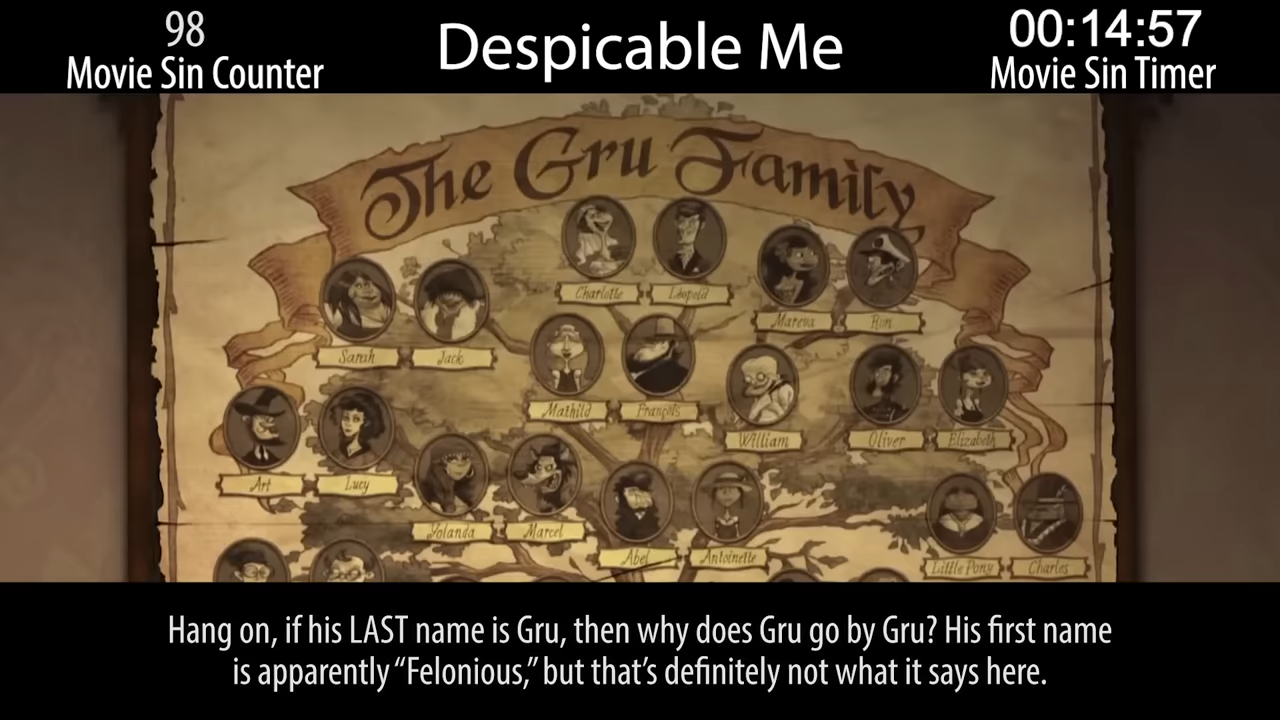 98
Movie Sin Counter
Despicable Me
00:14:57
Movie Sin Timer
The Gru Family
Charlotte Léopold
Mareva Ron
Sarah Jack
Mathild François
William Oliver Elizabeth
Art Lucy
Yolanda Marcel
Abel Antoinette
Little Pony Charles
Hang on, if his LAST name is Gru, then why does Gru go by Gru? His first name
is apparently “Felonious,” but that’s definitely not what it says here.